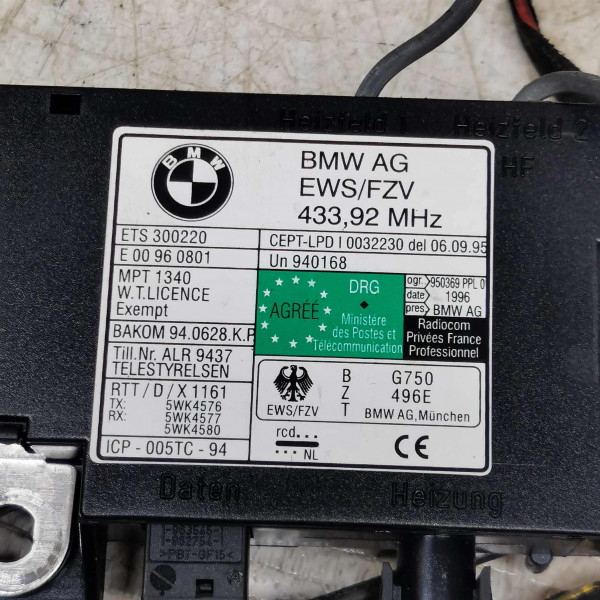 Heizfeld 1
Heizfeld 2
HF
BMW
BMW AG
EWS/FZV
433,92 MHz
ETS 300220
CEPT-LPD I 0032230 del 06.09.95
E 00 96 0801
Un 940168
MPT 1340
W.T.LICENCE
Exempt
BAKOM 94.0628.K.P
Till.Nr. ALR 9437
TELESTYRELSEN
RTT / D / X 1161
TX: 5WK4576
RX: 5WK4577
5WK4580
ICP - 005TC - 94
AGRÉÉ
DRG
Ministère
des Postes et
Télécommunication
ogr. 950369 PPL 0
date 1996
pres BMW AG
Radiocom
Privées France
Professionnel
EWS/FZV
B G750
Z 496E
T BMW AG, München
rcd
NL
CE
Daten
Heizung
>PBT-GF15<